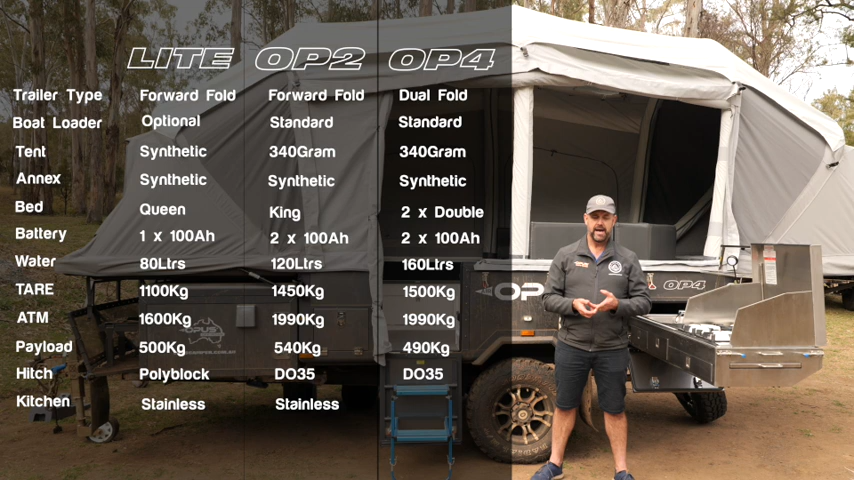 LITE OP2 OP4
Trailer Type Forward Fold Forward Fold Dual Fold
Boat Loader Optional Standard Standard
Tent Synthetic 340Gram 340Gram
Annex Synthetic Synthetic Synthetic
Bed Queen King 2 x Double
Battery 1 x 100Ah 2 x 100Ah 2 x 100Ah
Water 80Ltrs 120Ltrs 160Ltrs
TARE 1100Kg 1450Kg 1500Kg
ATM 1600Kg 1990Kg 1990Kg
Payload 500Kg 540Kg 490Kg
Hitch Polyblock DO35 DO35
Kitchen Stainless Stainless
OP
OP4
OPUS